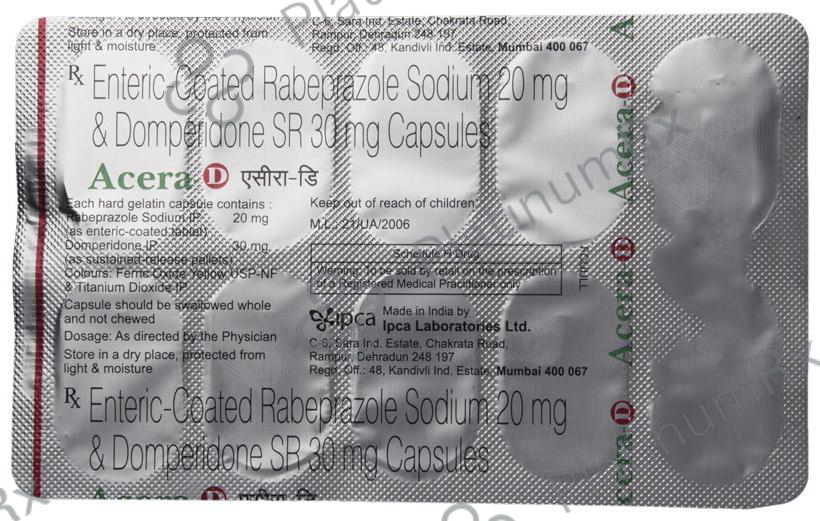 Store in a dry place, protected from
light & moisture
C-6, Sara Ind. Estate, Chakrata Road,
Rampur, Dehradun 248 197
Regd. Off.: 48, Kandivli Ind. Estate, Mumbai 400 067
Rx Enteric-Coated Rabeprazole Sodium 20 mg
& Domperidone SR 30 mg Capsules
Acera D एसीरा-डि
Each hard gelatin capsule contains :
Rabeprazole Sodium IP 20 mg
(as enteric-coated tablet)
Domperidone IP 30 mg
(as sustained-release pellets)
Colours: Ferric Oxide Yellow USP-NF
& Titanium Dioxide IP
Capsule should be swallowed whole
and not chewed
Dosage: As directed by the Physician
Store in a dry place, protected from
light & moisture
Keep out of reach of children
M.L.: 21/UA/2006
Schedule H Drug
Warning: To be sold by retail on the prescription
of a Registered Medical Practitioner only
ipca
Made in India by
Ipca Laboratories Ltd.
C-6, Sara Ind. Estate, Chakrata Road,
Rampur, Dehradun 248 197
Regd. Off.: 48, Kandivli Ind. Estate, Mumbai 400 067
Rx Enteric-Coated Rabeprazole Sodium 20 mg
& Domperidone SR 30 mg Capsules
Acera D एसीरा-डि
Acera-D
Acera-D
cera-D
PlatinumRx